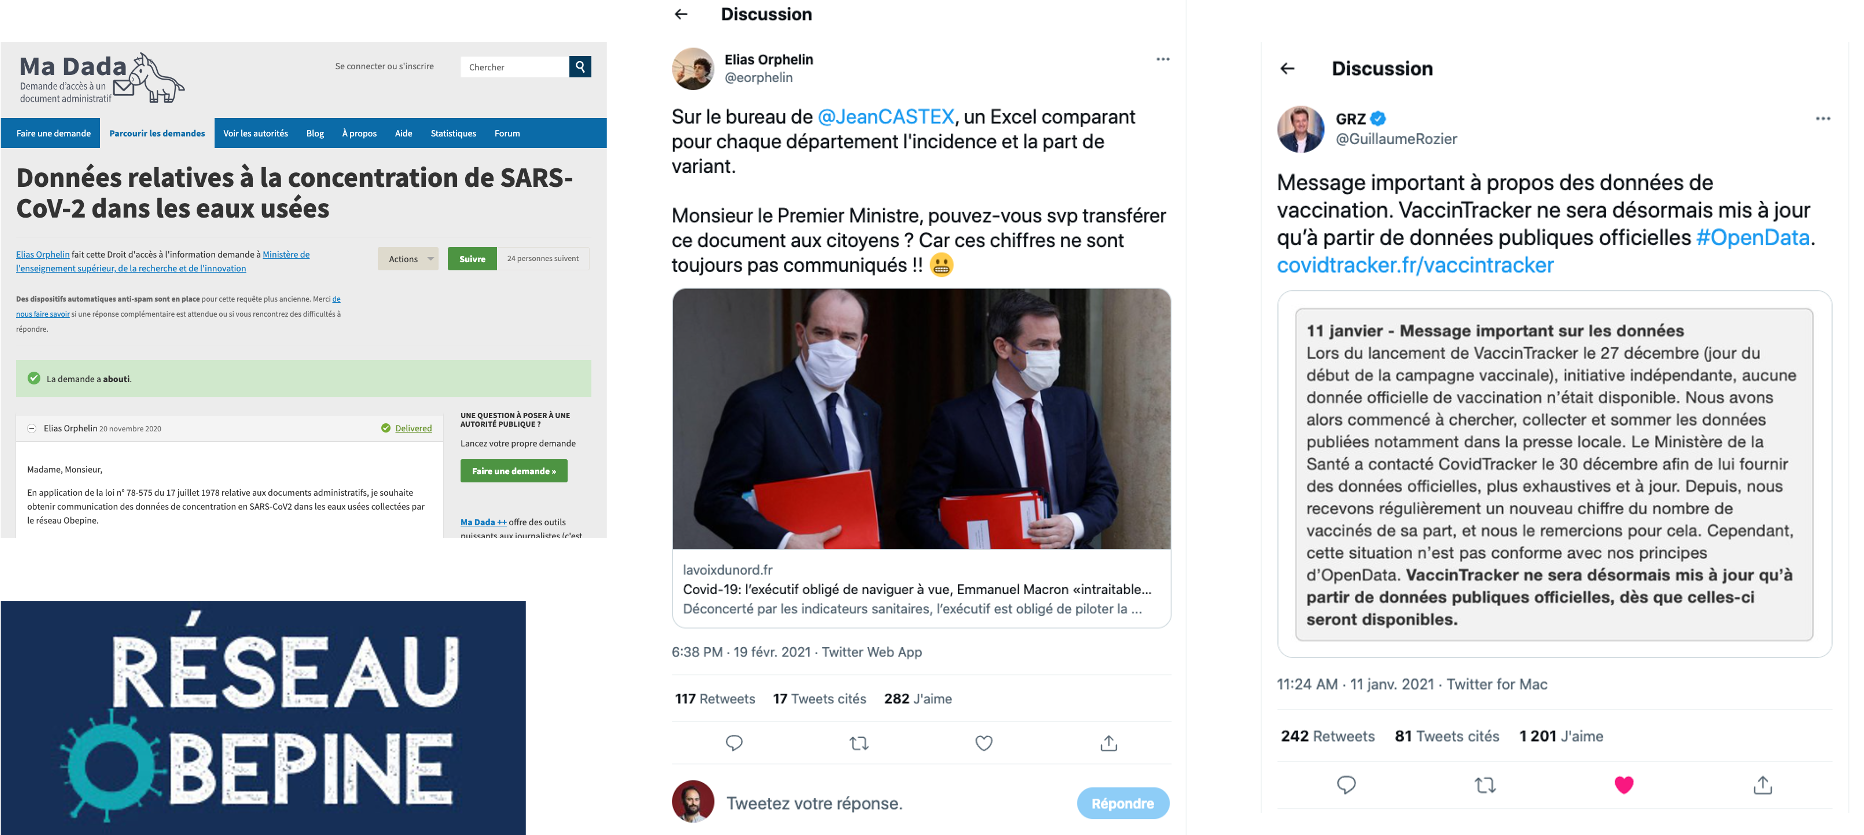 Ma Dada
Demande d'accès à un
document administratif
Se connecter ou s'inscrire
Chercher
Faire une demande
Parcourir les demandes
Voir les autorités
Blog
À propos
Aide
Statistiques
Forum
Données relatives à la concentration de SARS-
CoV-2 dans les eaux usées
Elias Orphelin fait cette Droit d'accès à l'information demande à Ministère de
l'enseignement supérieur, de la recherche et de l'innovation
Actions
Suivre
24 personnes suivent
Des dispositifs automatiques anti-spam sont en place pour cette requête plus ancienne. Merci de
nous faire savoir si une réponse complémentaire est attendue ou si vous rencontrez des difficultés à
répondre.
La demande a abouti.
Elias Orphelin 20 novembre 2020
Delivered
Madame, Monsieur,
En application de la loi n° 78-575 du 17 juillet 1978 relative aux documents administratifs, je souhaite
obtenir communication des données de concentration en SARS-CoV2 dans les eaux usées collectées par
le réseau Obepine.
UNE QUESTION À POSER À UNE
AUTORITÉ PUBLIQUE ?
Lancez votre propre demande
Faire une demande »
Ma Dada ++ offre des outils
puissants aux journalistes (c'est
RÉSEAU
OBEPINE
Discussion
Elias Orphelin
@eorphelin
Sur le bureau de @JeanCASTEX, un Excel comparant
pour chaque département l'incidence et la part de
variant.
Monsieur le Premier Ministre, pouvez-vous svp transférer
ce document aux citoyens ? Car ces chiffres ne sont
toujours pas communiqués !! 😬
lavoixdunord.fr
Covid-19: l'exécutif obligé de naviguer à vue, Emmanuel Macron «intraitable...
Déconcerté par les indicateurs sanitaires, l'exécutif est obligé de piloter la ...
6:38 PM · 19 févr. 2021 · Twitter Web App
117 Retweets 17 Tweets cités 282 J'aime
Tweetez votre réponse.
Répondre
Discussion
GRZ
@GuillaumeRozier
Message important à propos des données de
vaccination. VaccinTracker ne sera désormais mis à jour
qu'à partir de données publiques officielles #OpenData.
covidtracker.fr/vaccintracker
11 janvier - Message important sur les données
Lors du lancement de VaccinTracker le 27 décembre (jour du
début de la campagne vaccinale), initiative indépendante, aucune
donnée officielle de vaccination n'était disponible. Nous avons
alors commencé à chercher, collecter et sommer les données
publiées notamment dans la presse locale. Le Ministère de la
Santé a contacté CovidTracker le 30 décembre afin de lui fournir
des données officielles, plus exhaustives et à jour. Depuis, nous
recevons régulièrement un nouveau chiffre du nombre de
vaccinés de sa part, et nous le remercions pour cela. Cependant,
cette situation n'est pas conforme avec nos principes
d'OpenData. VaccinTracker ne sera désormais mis à jour qu'à
partir de données publiques officielles, dès que celles-ci
seront disponibles.
11:24 AM · 11 janv. 2021 · Twitter for Mac
242 Retweets 81 Tweets cités 1 201 J'aime